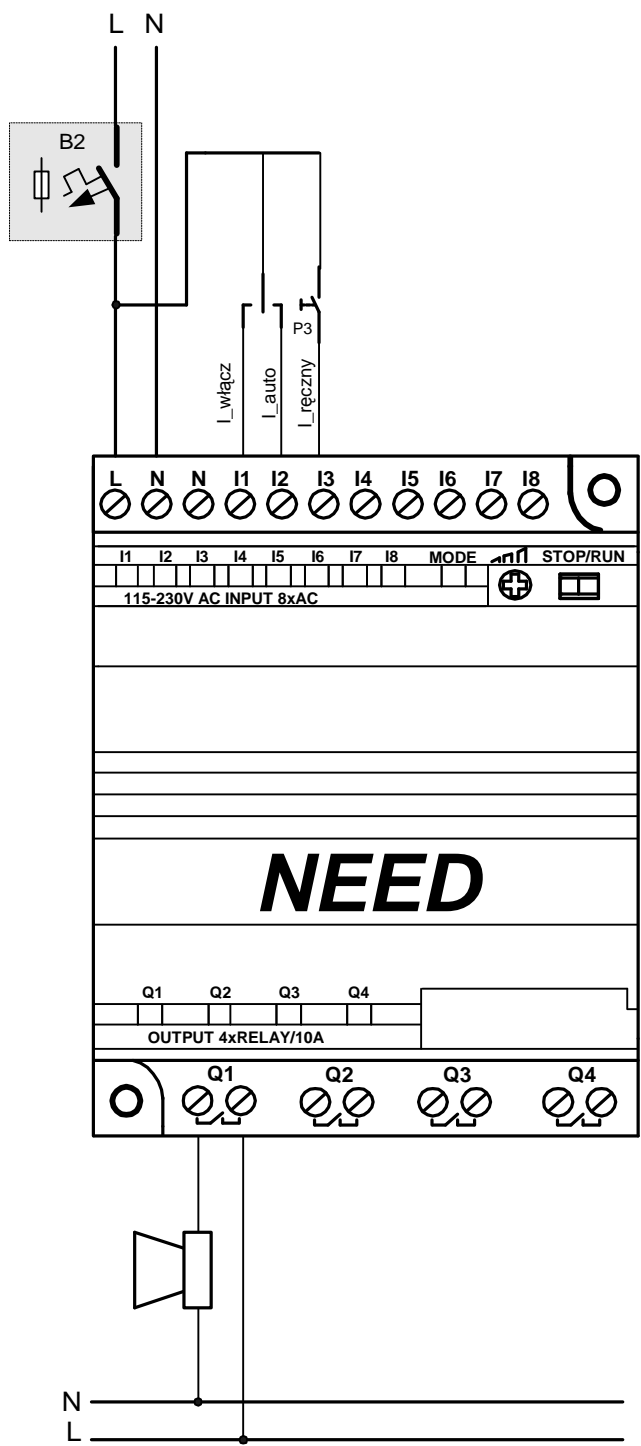 L N
B2
P3
I_włącz
I_auto
I_ręczny
L N N I1 I2 I3 I4 I5 I6 I7 I8
I1 I2 I3 I4 I5 I6 I7 I8 MODE STOP/RUN
115-230V AC INPUT 8xAC
NEED
Q1 Q2 Q3 Q4
OUTPUT 4xRELAY/10A
Q1 Q2 Q3 Q4
N
L